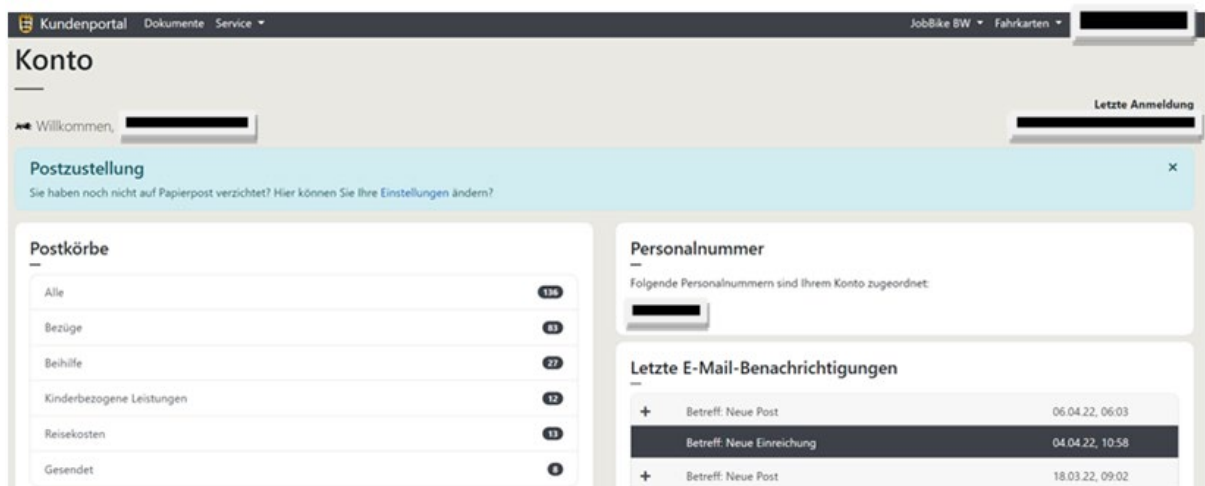 Kundenportal Dokumente Service JobBike BW Fahrkarten
Konto
Letzte Anmeldung
Willkommen,
Postzustellung
Sie haben noch nicht auf Papierpost verzichtet? Hier können Sie Ihre Einstellungen ändern?
Postkörbe
Alle 136
Bezüge 83
Beihilfe 27
Kinderbezogene Leistungen 12
Reisekosten 13
Gesendet 8
Personalnummer
Folgende Personalnummern sind Ihrem Konto zugeordnet:
Letzte E-Mail-Benachrichtigungen
+ Betreff: Neue Post 06.04.22, 06:03
Betreff: Neue Einreichung 04.04.22, 10:58
+ Betreff: Neue Post 18.03.22, 09:02